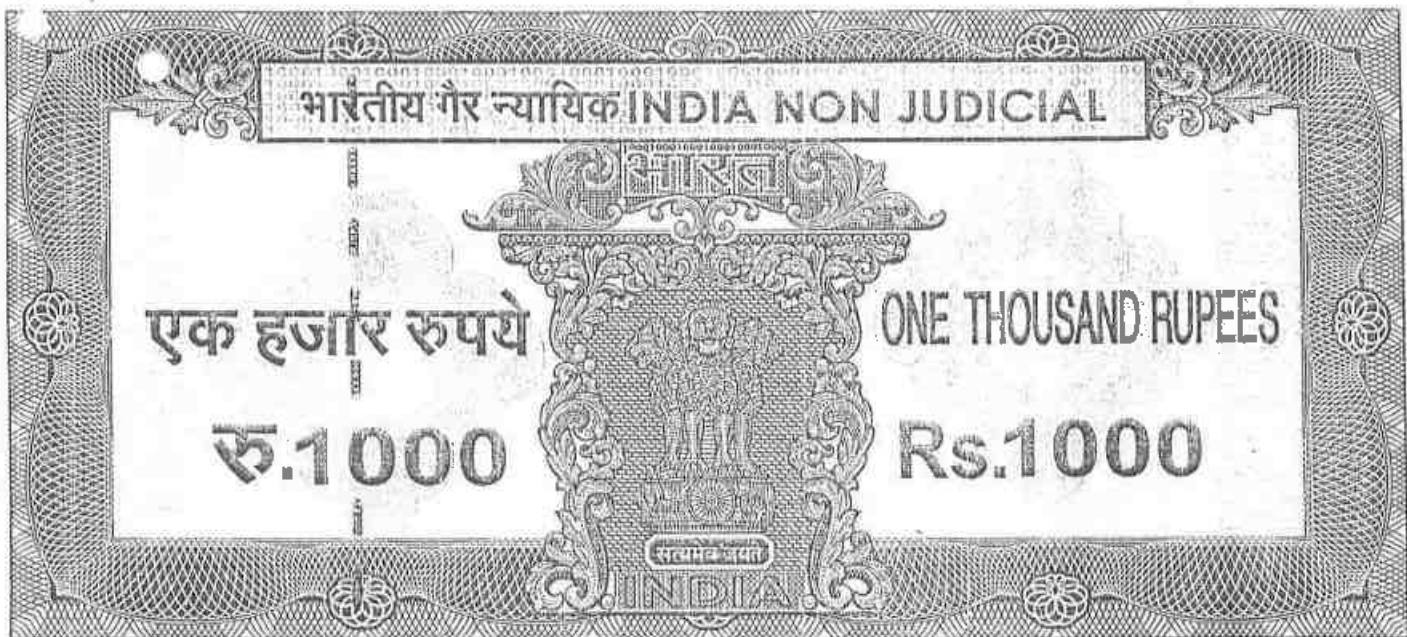 भारतीय गैर न्यायिक INDIA NON JUDICIAL
भारत
एक हजार रुपये
ONE THOUSAND RUPEES
रु.1000
Rs.1000
सत्यमेव जयते
INDIA